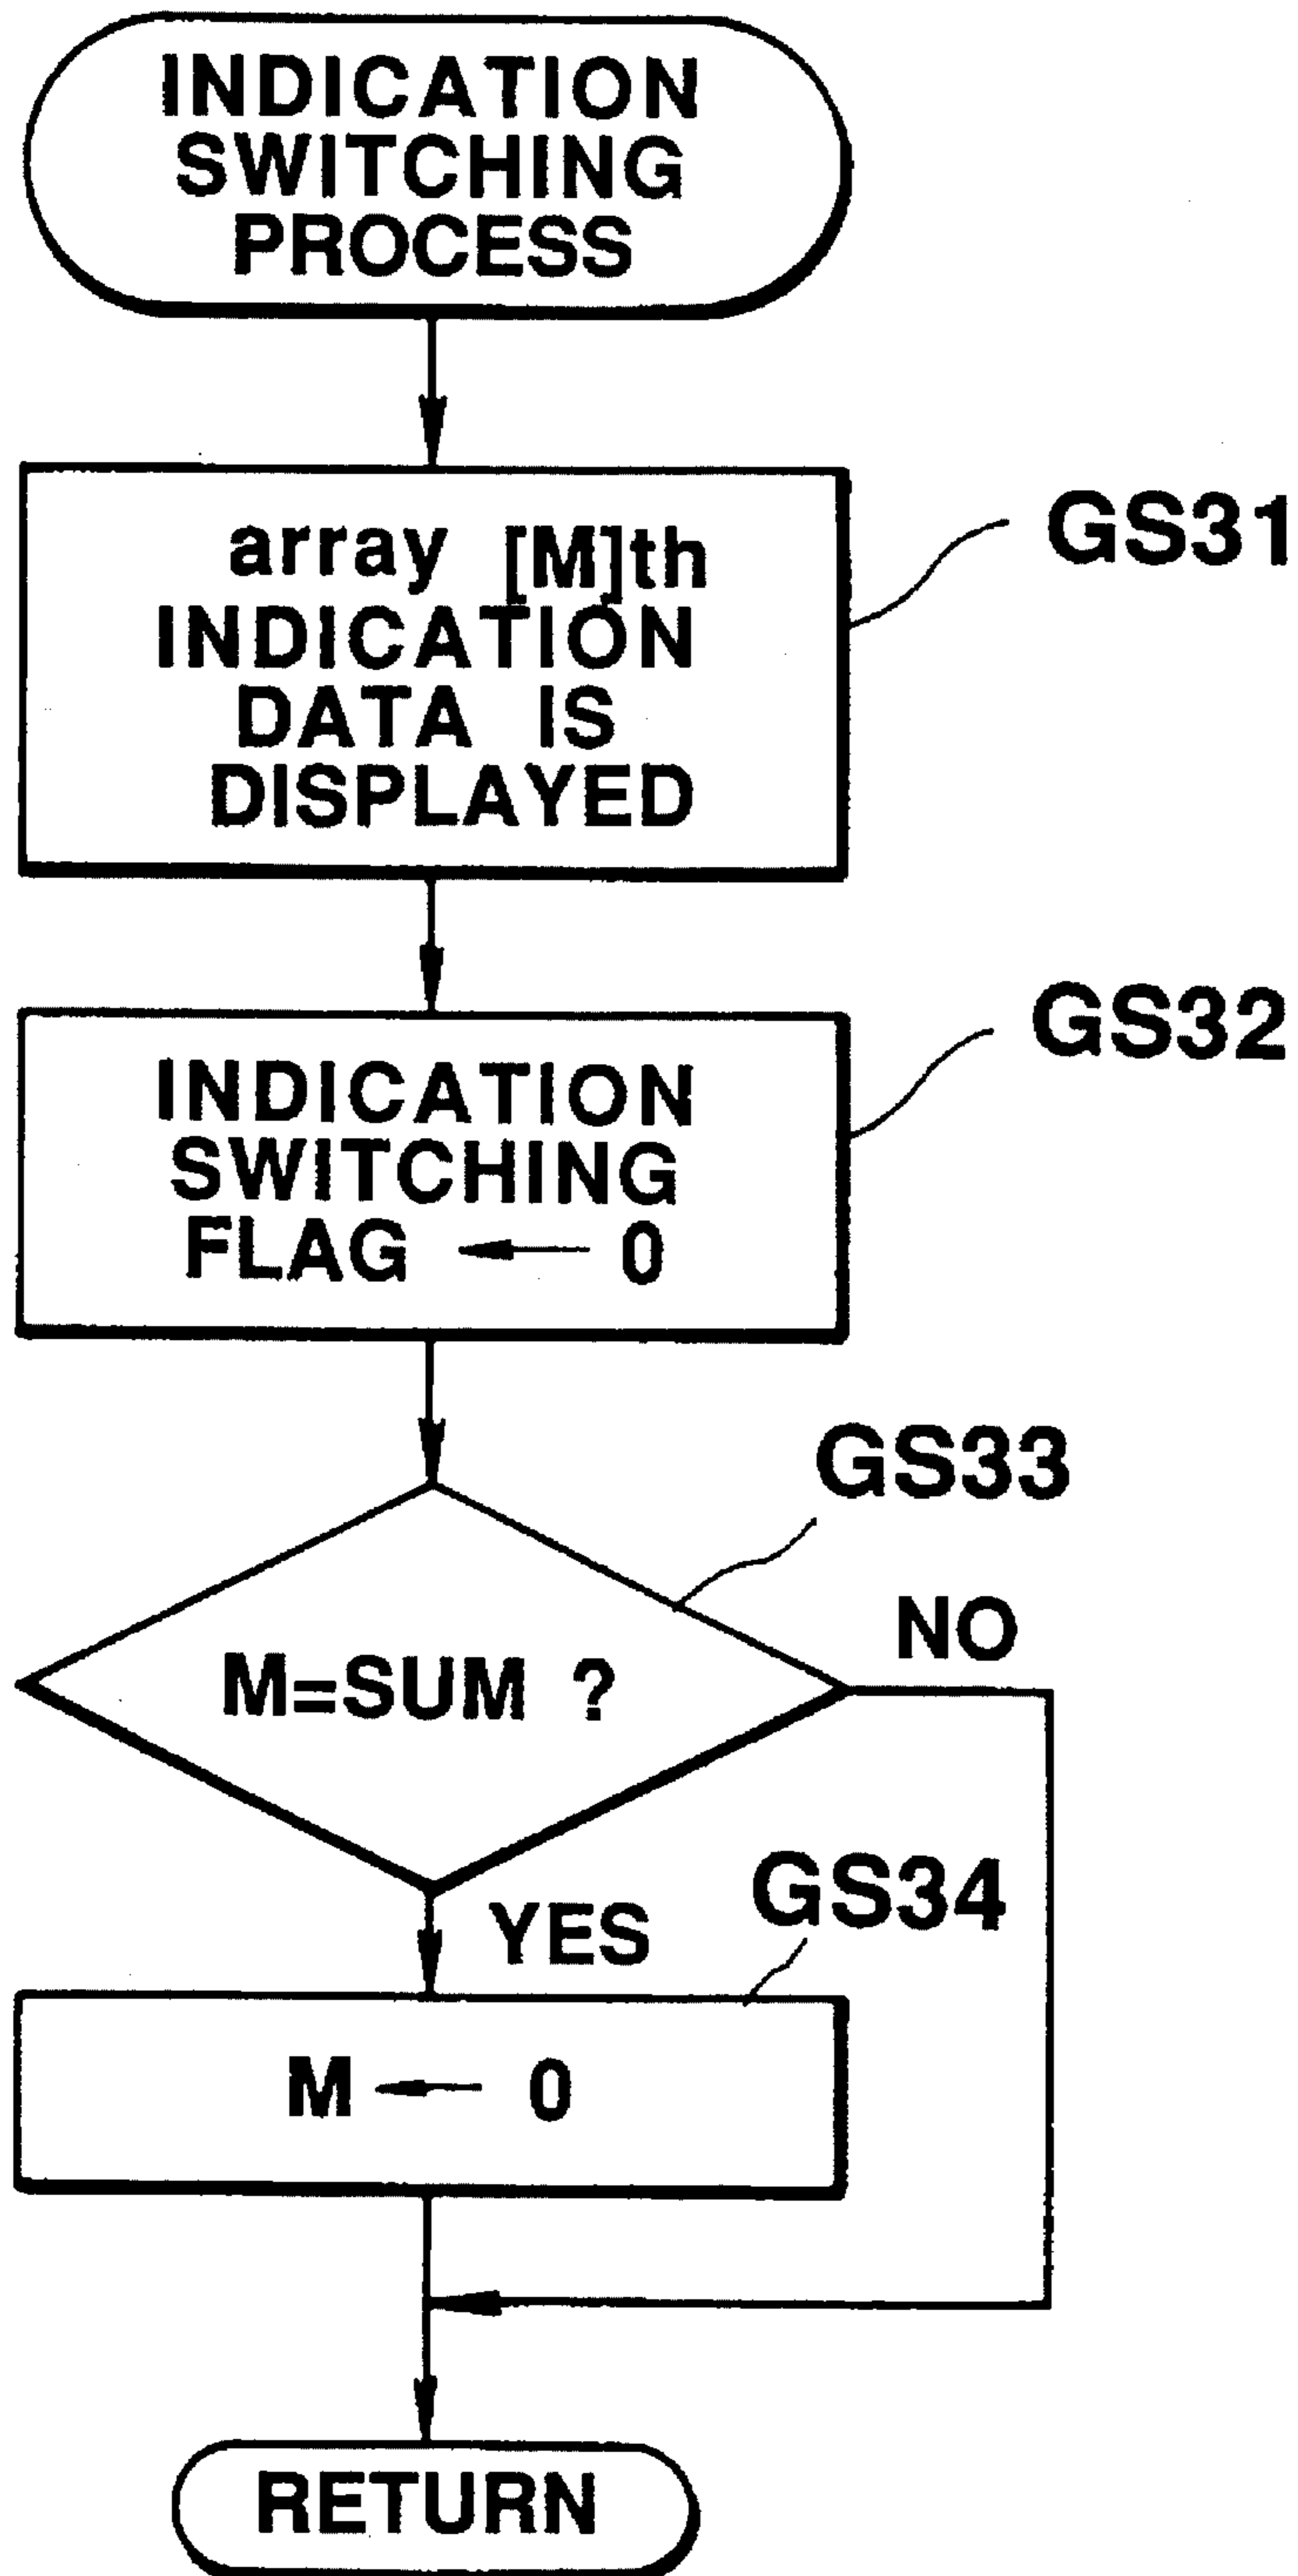 INDICATION
SWITCHING
PROCESS
array [M]th
INDICATION
DATA IS
DISPLAYED
GS31
INDICATION
SWITCHING
FLAG ← 0
GS32
M=SUM ?
GS33
NO
YES
GS34
M ← 0
RETURN